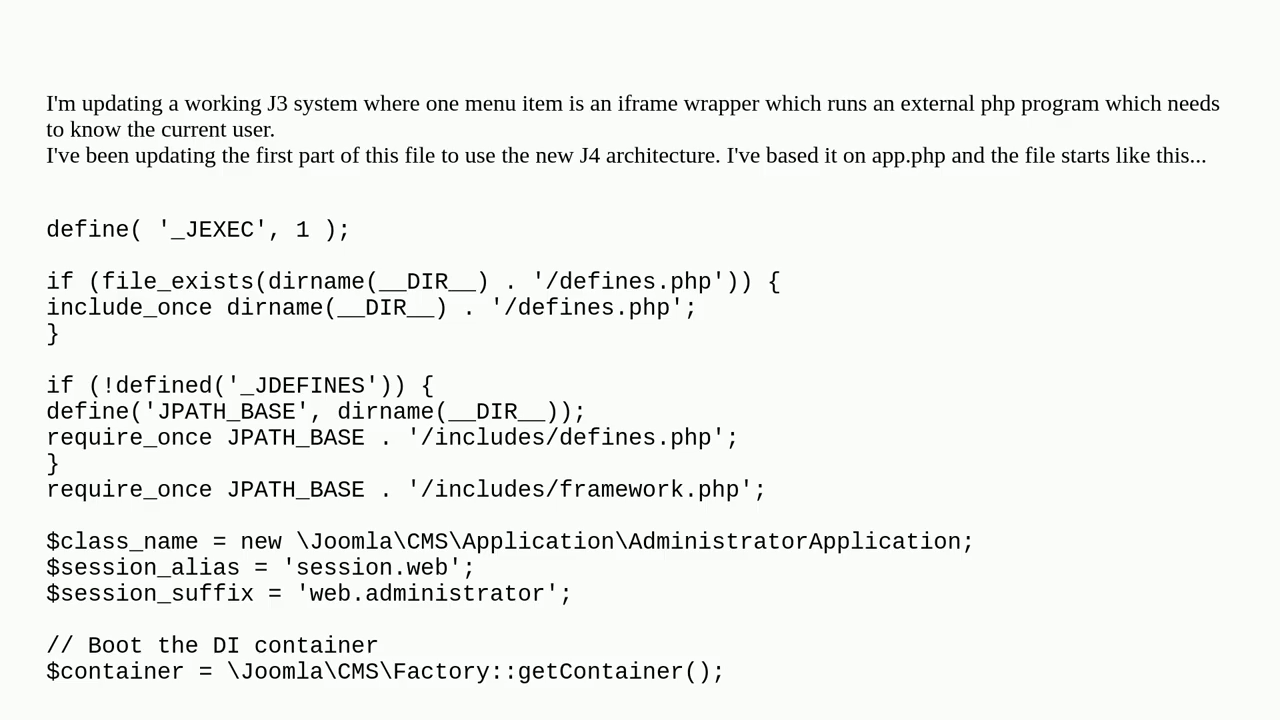 I'm updating a working J3 system where one menu item is an iframe wrapper which runs an external php program which needs
to know the current user.
I've been updating the first part of this file to use the new J4 architecture. I've based it on app.php and the file starts like this...
define( '_JEXEC', 1 );
if (file_exists(dirname(__DIR__) . '/defines.php')) {
include_once dirname(__DIR__) . '/defines.php';
}
if (!defined('_JDEFINES')) {
define('JPATH_BASE', dirname(__DIR__));
require_once JPATH_BASE . '/includes/defines.php';
}
require_once JPATH_BASE . '/includes/framework.php';
$class_name = new \Joomla\CMS\Application\AdministratorApplication;
$session_alias = 'session.web';
$session_suffix = 'web.administrator';
// Boot the DI container
$container = \Joomla\CMS\Factory::getContainer();